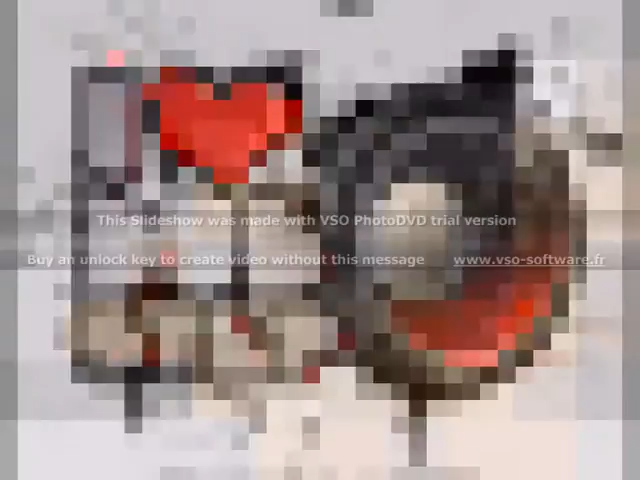 This Slideshow was made with VSO PhotoDVD trial version
Buy an unlock key to create video without this message www.vso-software.fr